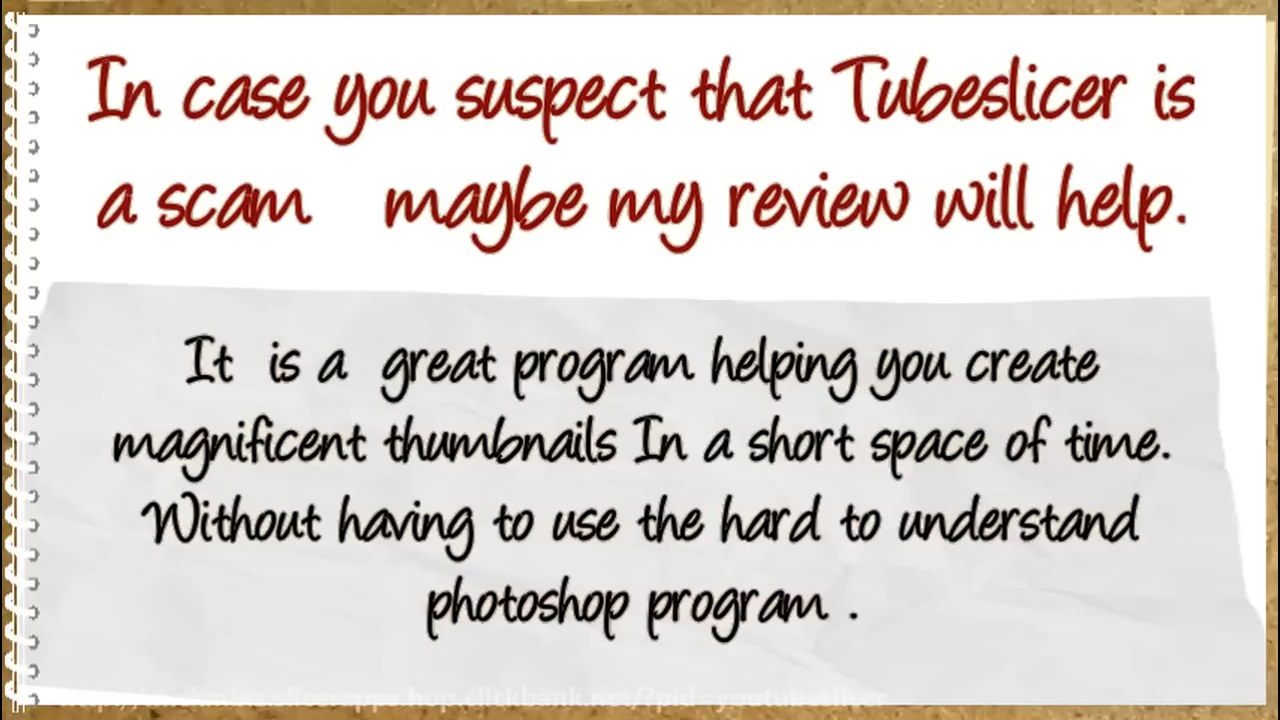 In case you suspect that Tubeslicer is
a scam maybe my review will help.
It is a great program helping you create
magnificent thumbnails In a short space of time.
Without having to use the hard to understand
photoshop program .